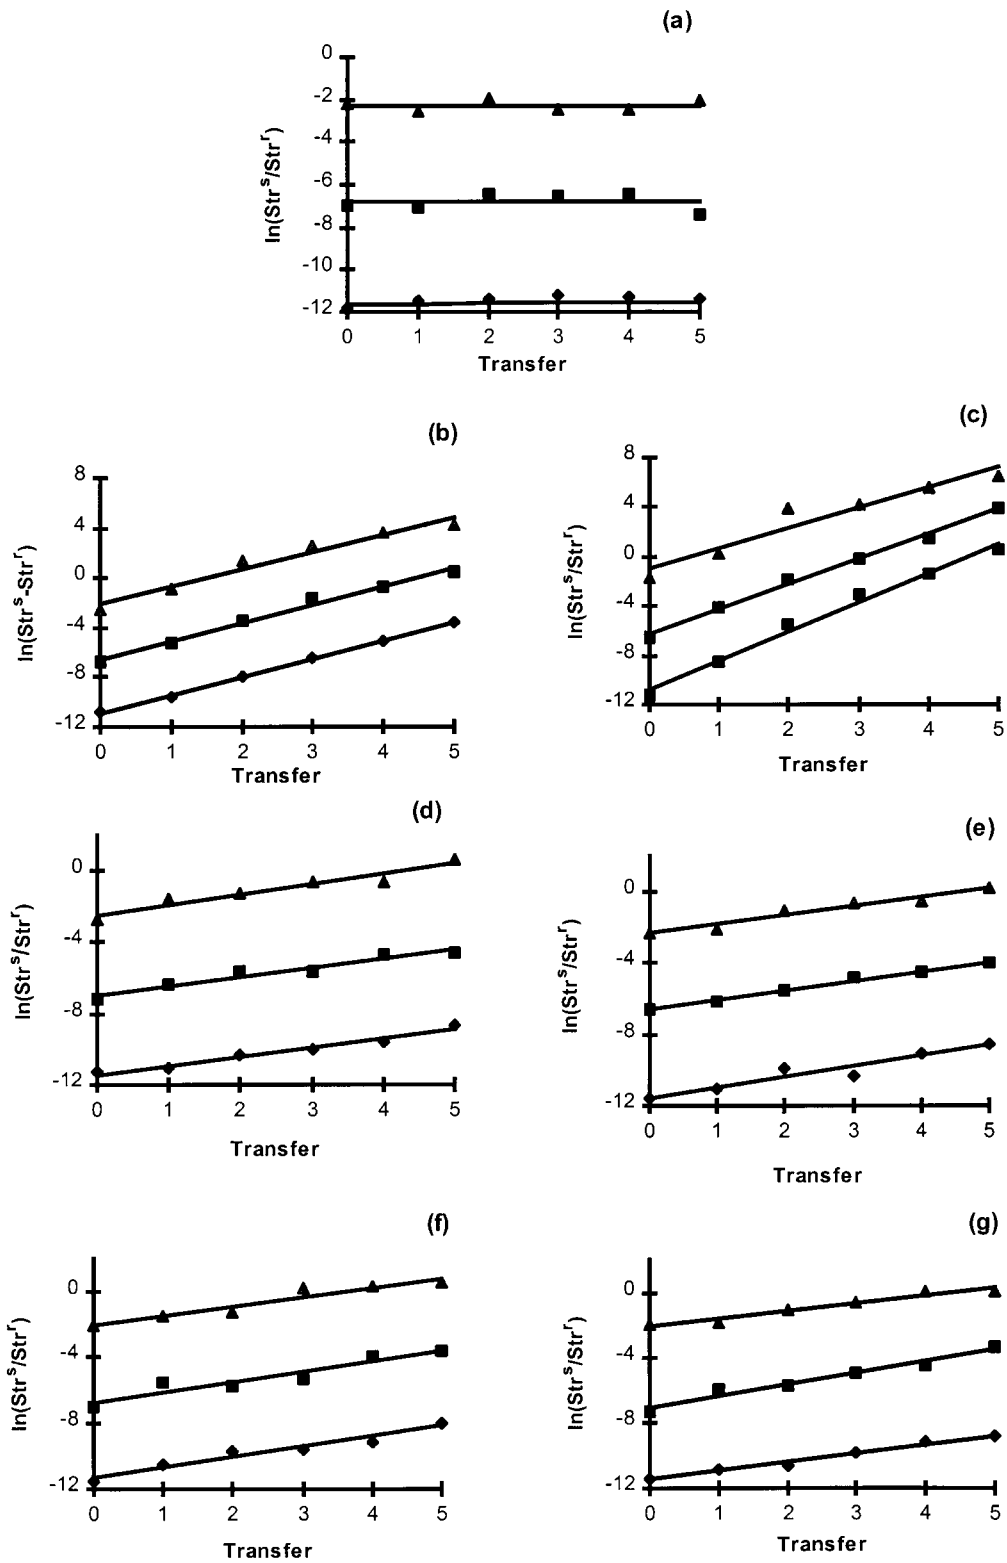 (a)
0
-2
-4
-6
-8
-10
-12
ln(Str^s/Str^r)
0 1 2 3 4 5
Transfer
(b)
8
4
0
-4
-8
-12
ln(Str^s-Str^r)
0 1 2 3 4 5
Transfer
(c)
8
4
0
-4
-8
-12
ln(Str^s/Str^r)
0 1 2 3 4 5
Transfer
(d)
0
-4
-8
-12
ln(Str^s/Str^r)
0 1 2 3 4 5
Transfer
(e)
0
-4
-8
-12
ln(Str^s/Str^r)
0 1 2 3 4 5
Transfer
(f)
0
-4
-8
-12
ln(Str^s/Str^r)
0 1 2 3 4 5
Transfer
(g)
0
-4
-8
-12
ln(Str^s/Str^r)
0 1 2 3 4 5
Transfer